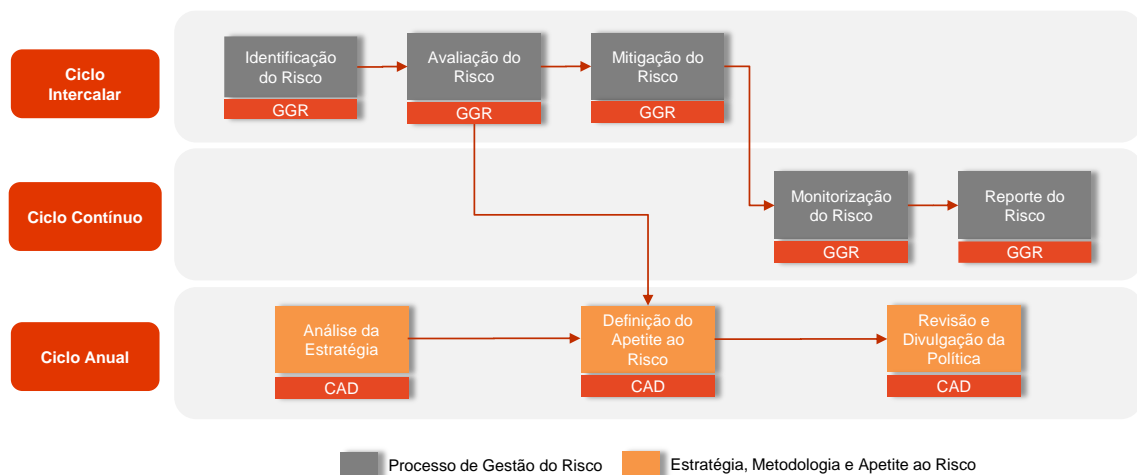 Ciclo
Intercalar
Identificação
do Risco
GGR
Avaliação do
Risco
GGR
Mitigação do
Risco
GGR
Ciclo Contínuo
Monitorização
do Risco
GGR
Reporte do
Risco
GGR
Ciclo Anual
Análise da
Estratégia
CAD
Definição do
Apetite ao
Risco
CAD
Revisão e
Divulgação da
Política
CAD
Processo de Gestão do Risco
Estratégia, Metodologia e Apetite ao Risco